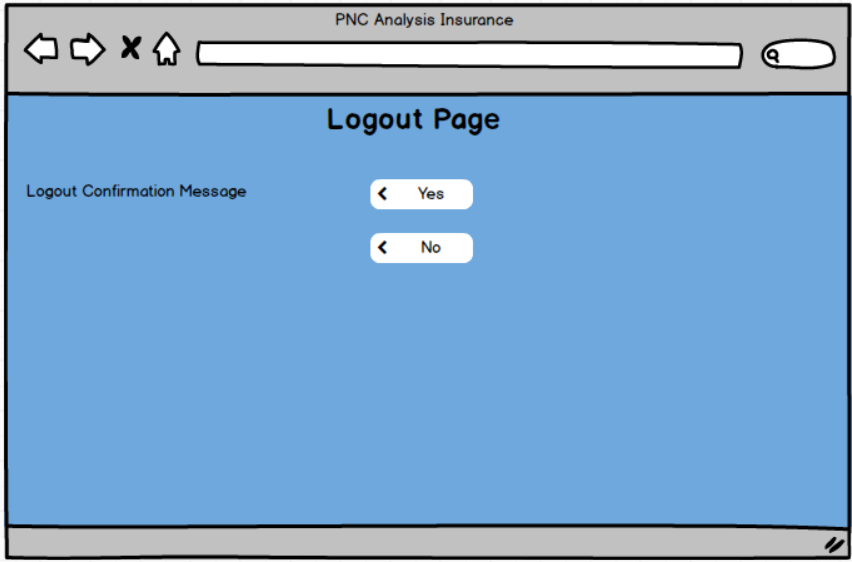 PNC Analysis Insurance
Logout Page
Logout Confirmation Message
Yes
No